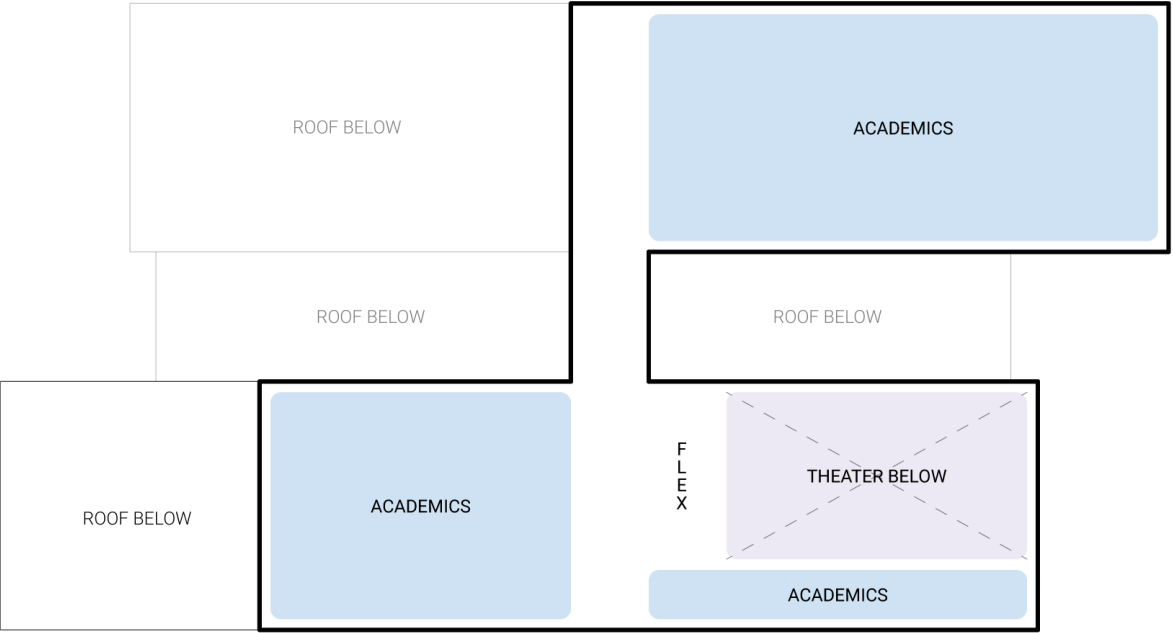 ROOF BELOW
ACADEMICS
ROOF BELOW
ROOF BELOW
ROOF BELOW
ACADEMICS
F
L
E
X
THEATER BELOW
ACADEMICS